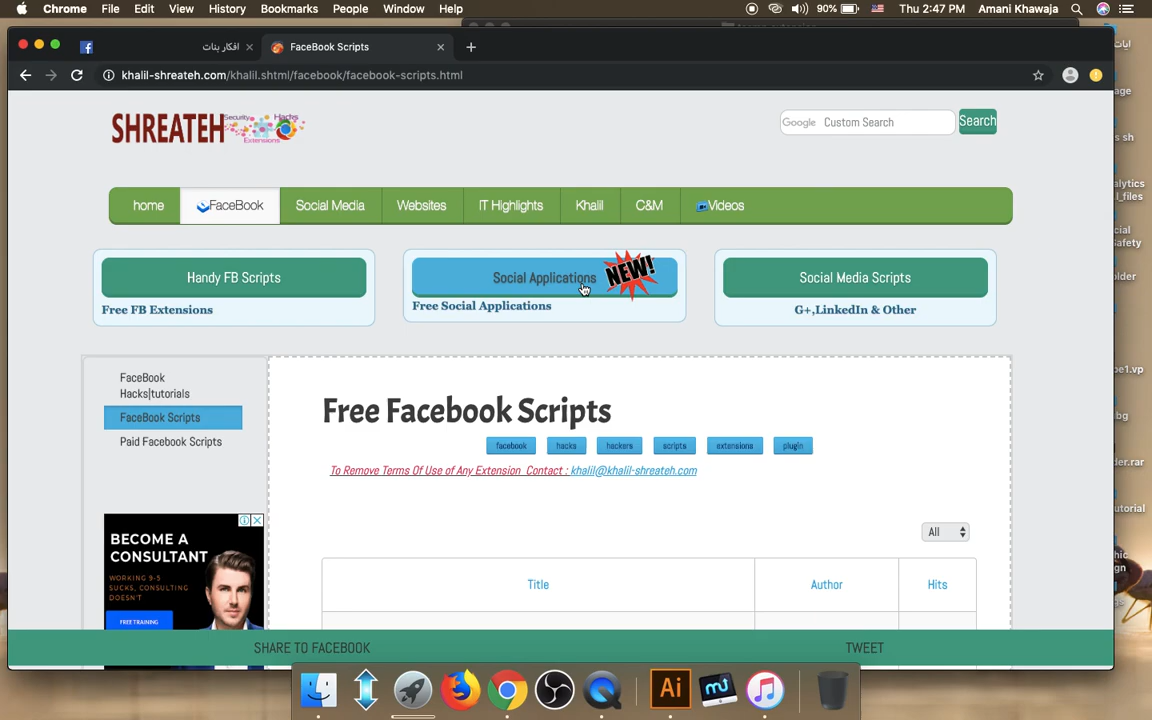 Chrome File Edit View History Bookmarks People Window Help 90% Thu 2:47 PM Amani Khawaja
افكار بنات FaceBook Scripts
khalil-shreateh.com/khalil.shtml/facebook/facebook-scripts.html
SHREATEH Security Hacks Extensions
Google Custom Search Search
home FaceBook Social Media Websites IT Highlights Khalil C&M Videos
Handy FB Scripts Social Applications NEW! Social Media Scripts
Free FB Extensions Free Social Applications G+,LinkedIn & Other
FaceBook
Hacks|tutorials
FaceBook Scripts
Paid Facebook Scripts
Free Facebook Scripts
facebook hacks hackers scripts extensions plugin
To Remove Terms Of Use of Any Extension Contact : khalil@khalil-shreateh.com
All
Title Author Hits
BECOME A
CONSULTANT
WORKING 9-5
SUCKS, CONSULTING
DOESN'T
FREE TRAINING
SHARE TO FACEBOOK TWEET
Ai